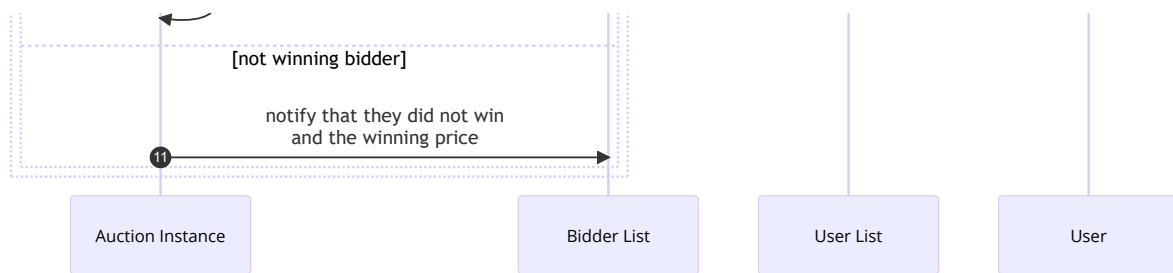 [not winning bidder]
notify that they did not win
and the winning price
11
Auction Instance
Bidder List
User List
User